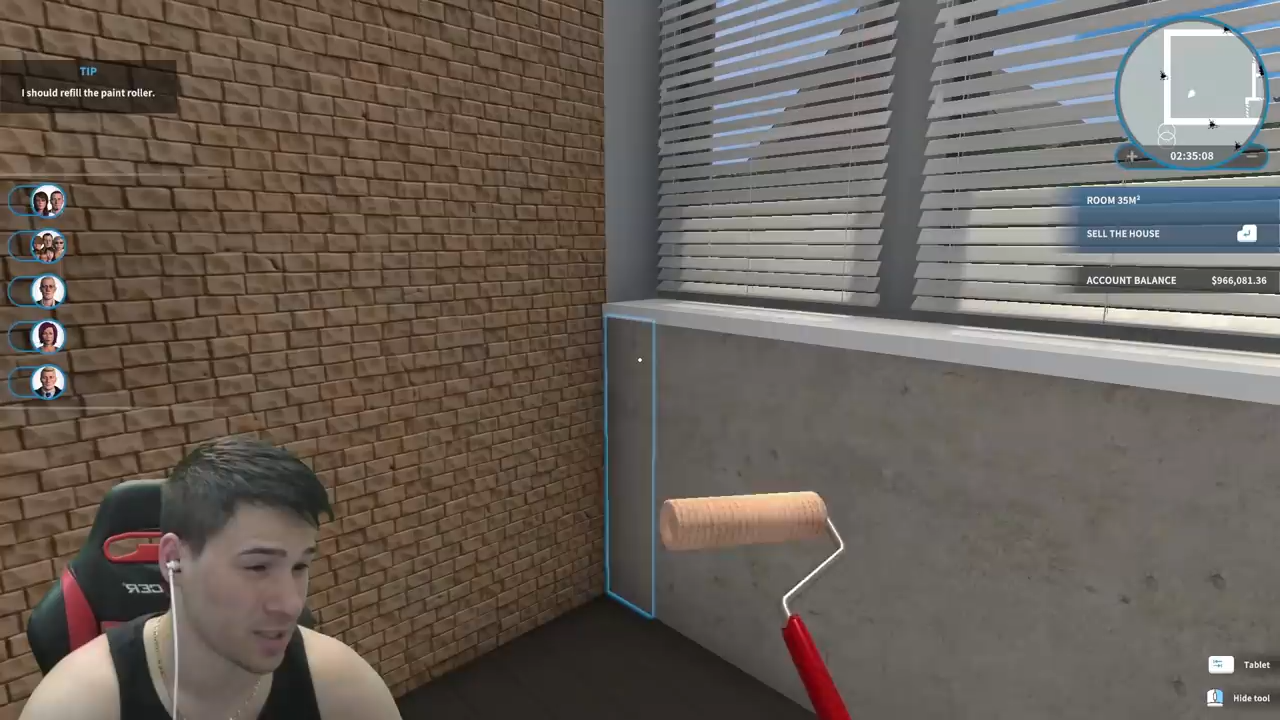 TIP
I should refill the paint roller.
02:35:08
ROOM 35M²
SELL THE HOUSE
ACCOUNT BALANCE $966,081.36
Tablet
Hide tool